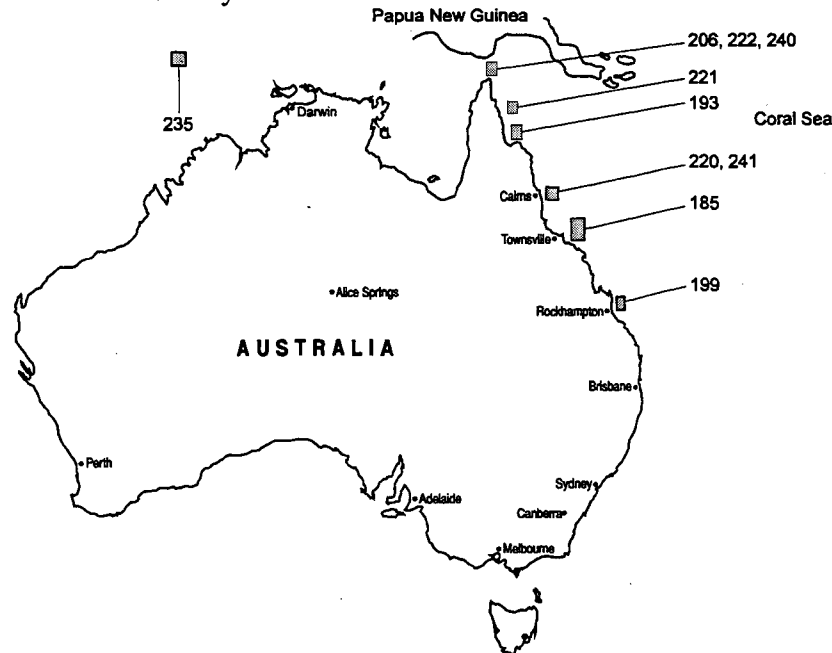 Papua New Guinea
206, 222, 240
221
193
Coral Sea
235
Darwin
220, 241
Cairns
185
Townsville
Alice Springs
199
Rockhampton
AUSTRALIA
Brisbane
Perth
Sydney
Adelaide
Canberra
Melbourne